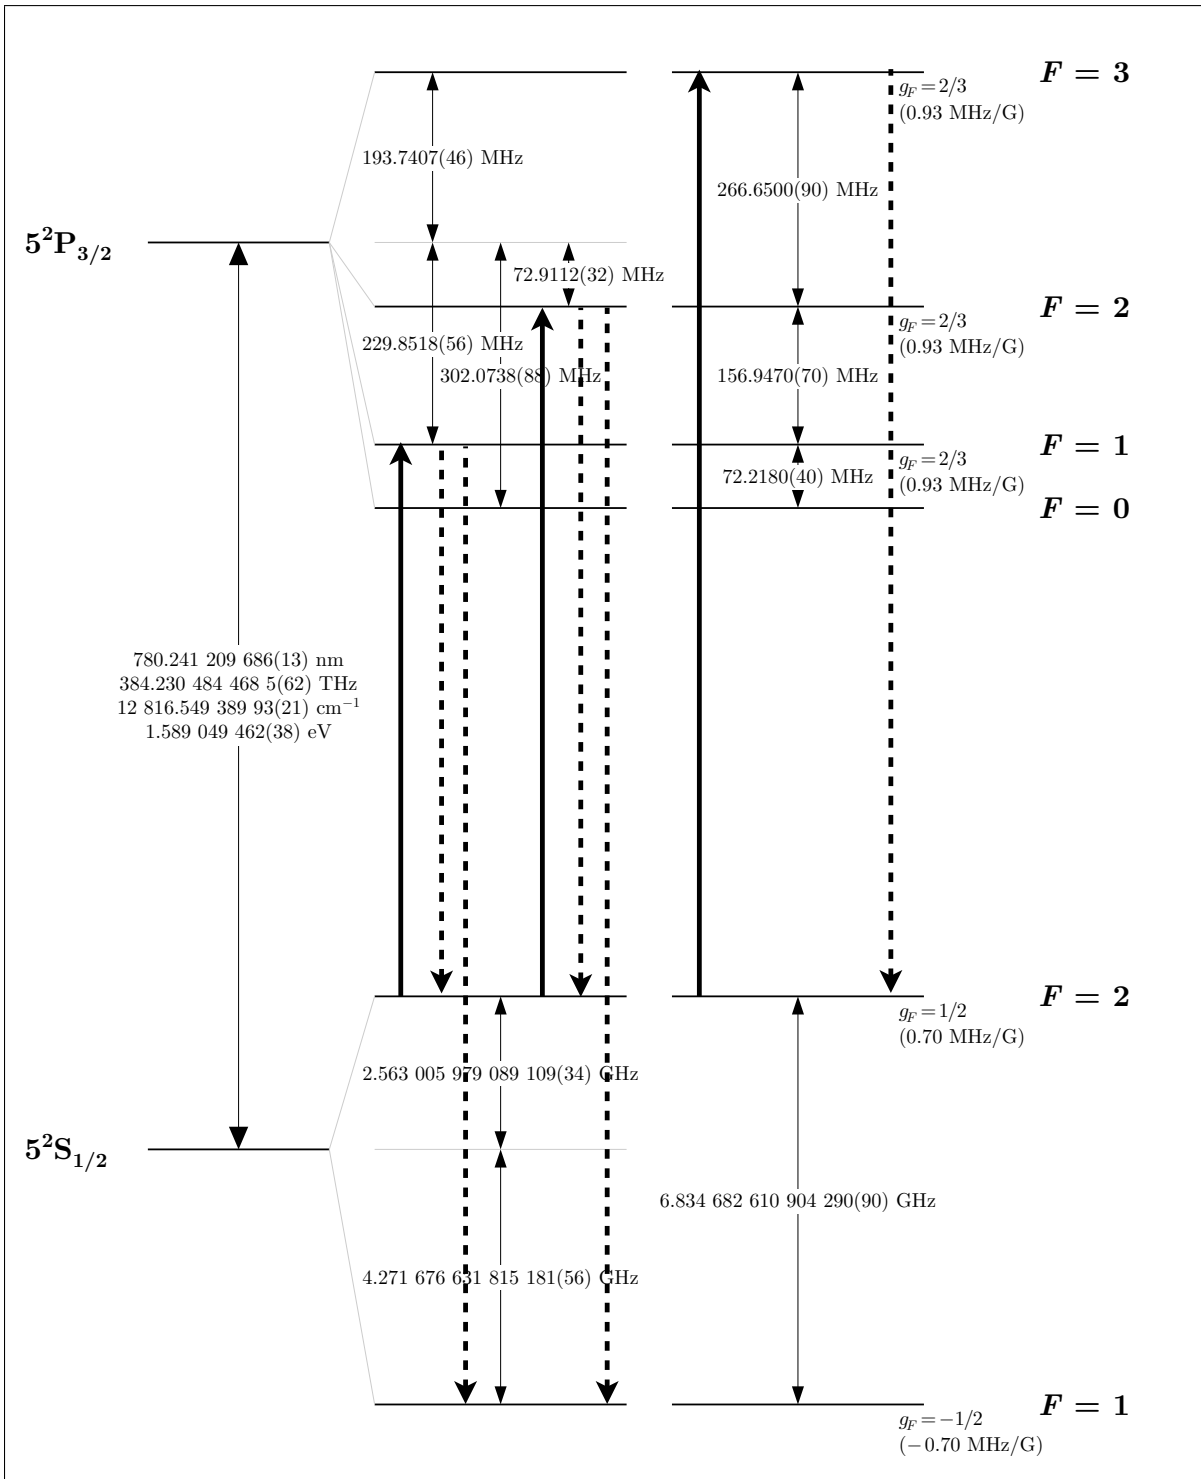 F = 3
g_F = 2/3
(0.93 MHz/G)
193.7407(46) MHz
266.6500(90) MHz
5²P₃/₂
72.9112(32) MHz
F = 2
g_F = 2/3
(0.93 MHz/G)
229.8518(56) MHz
302.0738(88) MHz
156.9470(70) MHz
F = 1
g_F = 2/3
(0.93 MHz/G)
72.2180(40) MHz
F = 0
780.241 209 686(13) nm
384.230 484 468 5(62) THz
12 816.549 389 93(21) cm⁻¹
1.589 049 462(38) eV
F = 2
g_F = 1/2
(0.70 MHz/G)
2.563 005 979 089 109(34) GHz
5²S₁/₂
6.834 682 610 904 290(90) GHz
4.271 676 631 815 181(56) GHz
F = 1
g_F = −1/2
(−0.70 MHz/G)